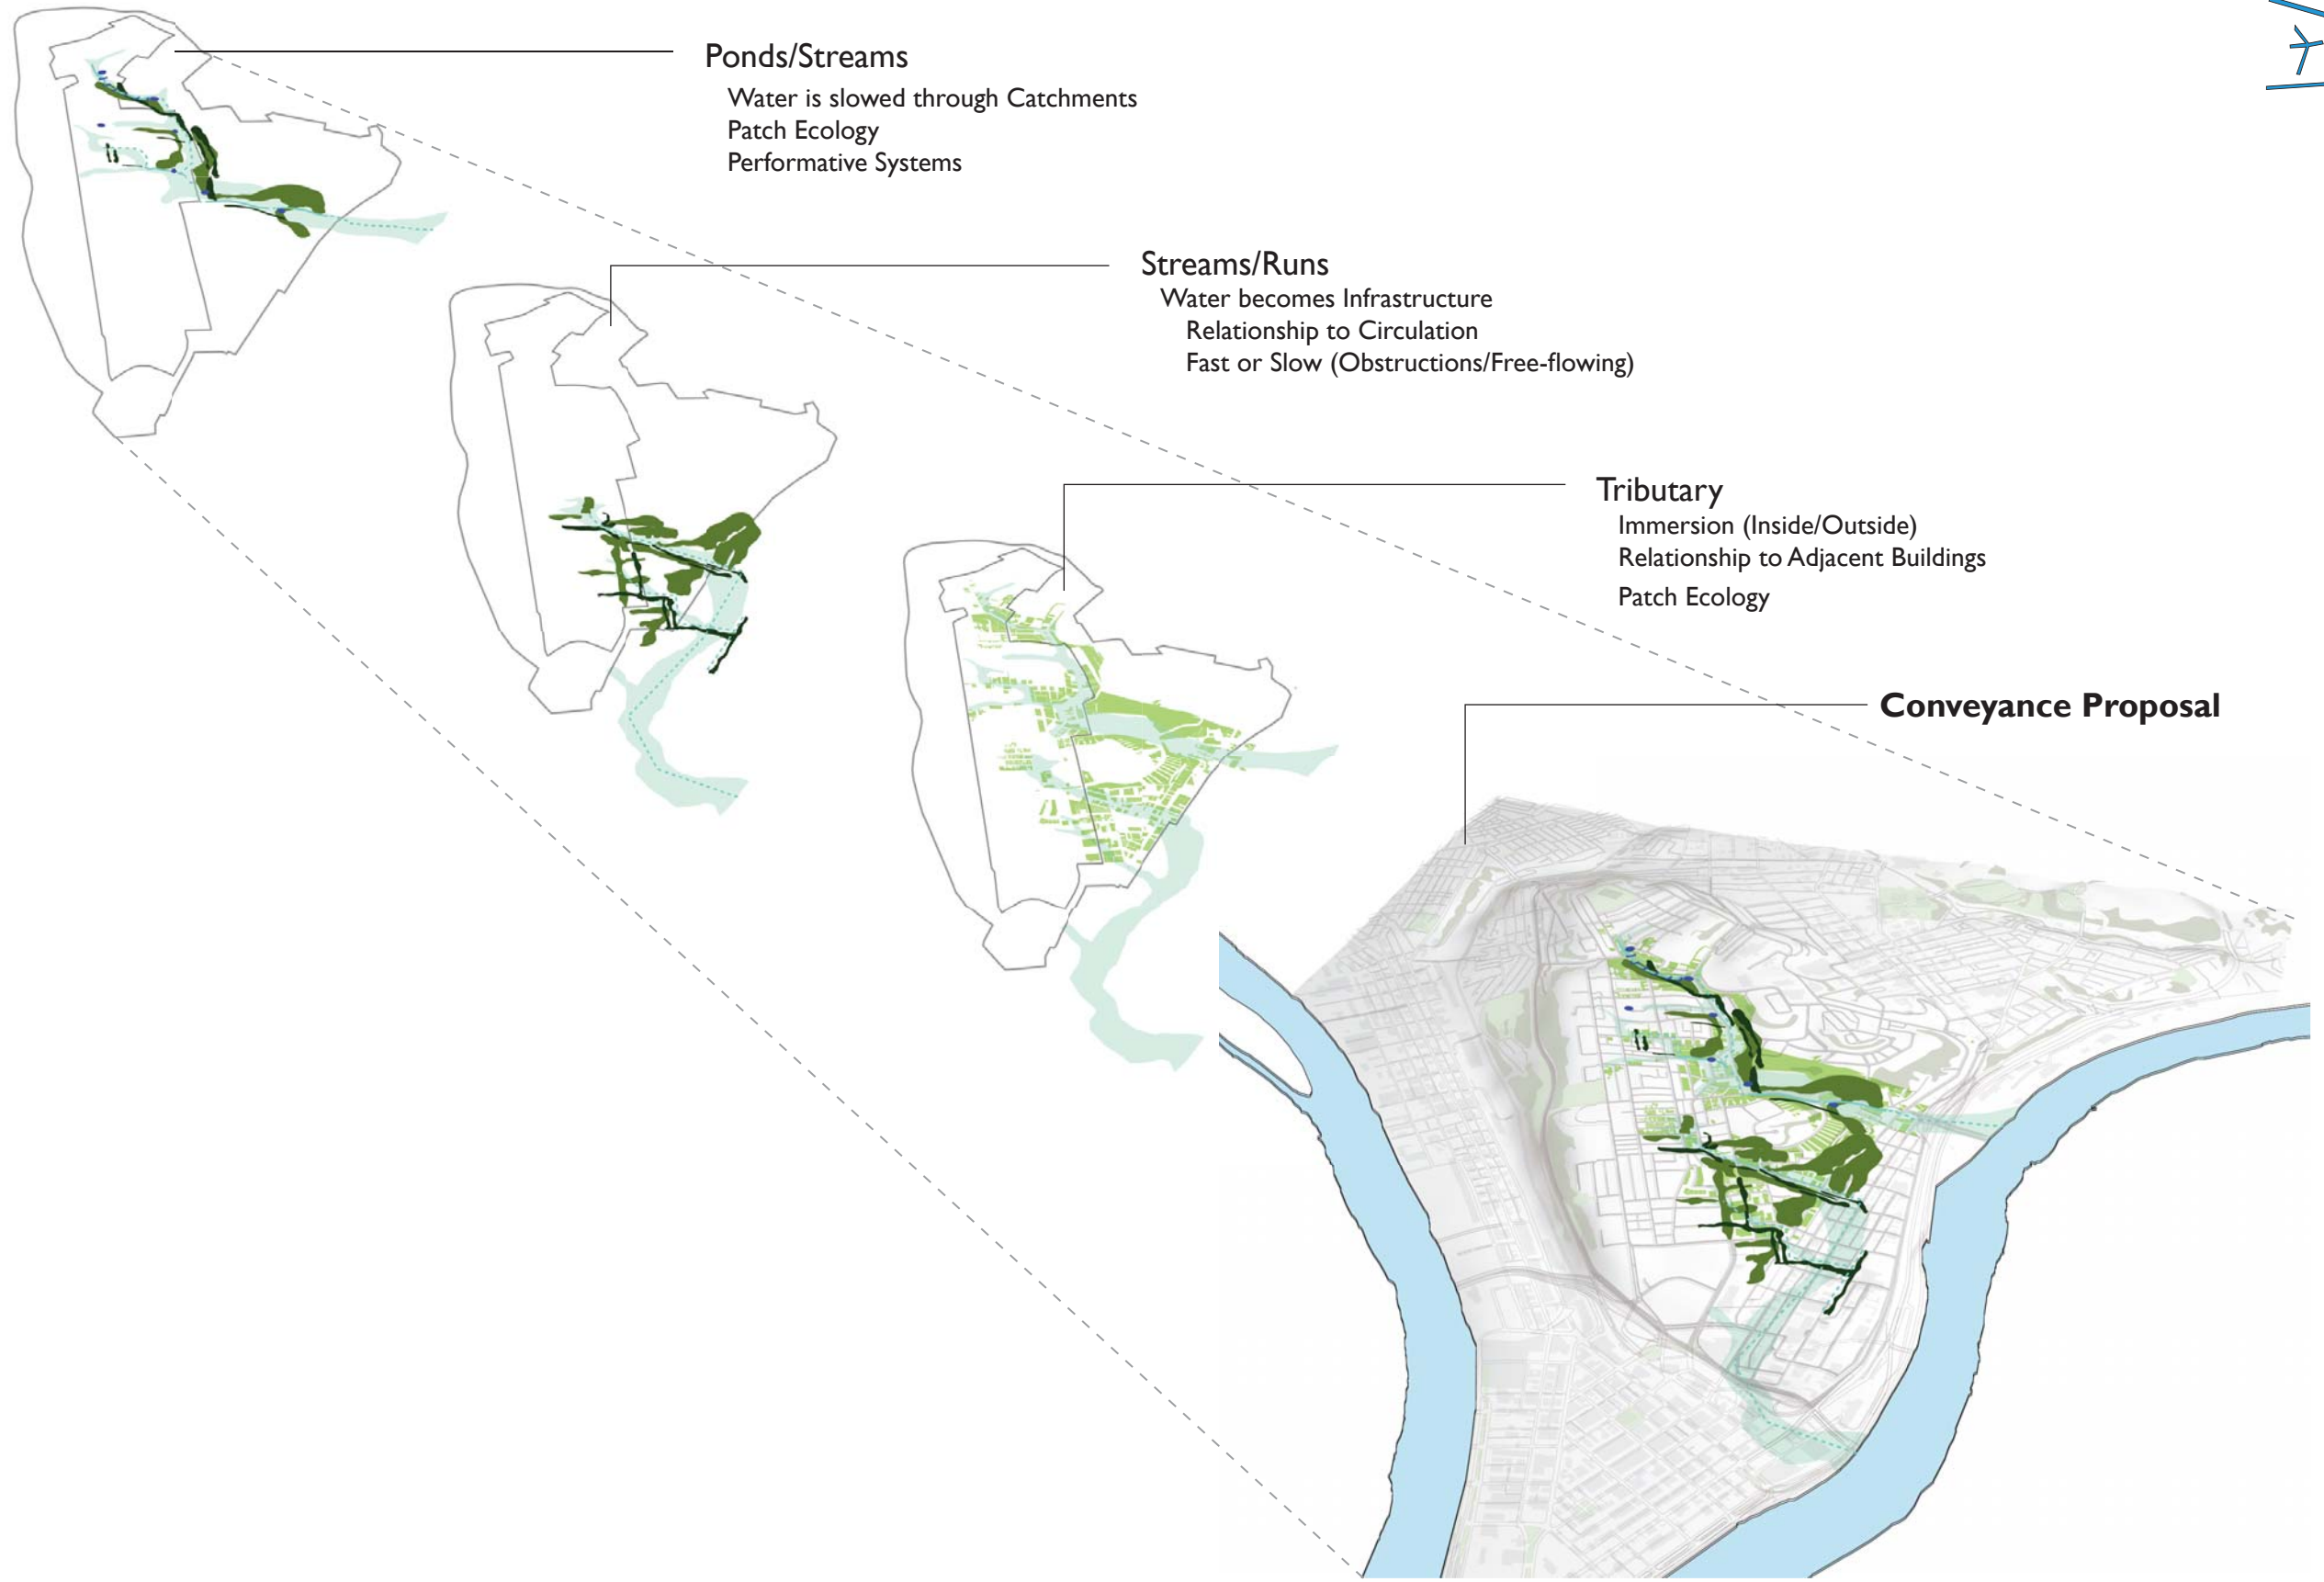 Ponds/Streams
Water is slowed through Catchments
Patch Ecology
Performative Systems
Streams/Runs
Water becomes Infrastructure
Relationship to Circulation
Fast or Slow (Obstructions/Free-flowing)
Tributary
Immersion (Inside/Outside)
Relationship to Adjacent Buildings
Patch Ecology
Conveyance Proposal